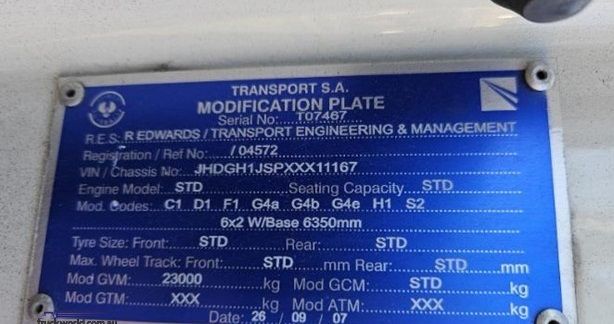 TRANSPORT S.A.
MODIFICATION PLATE
Serial No: T07467
R.E.S: R EDWARDS / TRANSPORT ENGINEERING & MANAGEMENT
Registration / Ref No: / 04572
VIN / Chassis No: JHDGH1JSPXXX11167
Engine Model: STD Seating Capacity STD
Mod. Codes: C1 D1 F1 G4a G4b G4e H1 S2
6x2 W/Base 6350mm
Tyre Size: Front: STD Rear: STD
Max. Wheel Track: Front: STD mm Rear: STD mm
Mod GVM: 23000 kg Mod GCM: STD kg
Mod GTM: XXX kg Mod ATM: XXX kg
Date: 26 / 09 / 07
truckworld.com.au